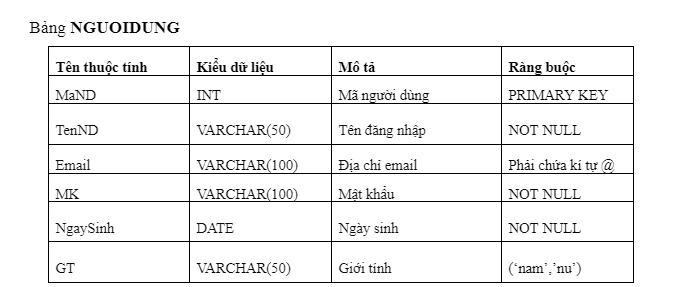 Bảng NGUOIDUNG
Tên thuộc tính Kiểu dữ liệu Mô tả Ràng buộc
MaND INT Mã người dùng PRIMARY KEY
TenND VARCHAR(50) Tên đăng nhập NOT NULL
Email VARCHAR(100) Địa chỉ email Phải chứa kí tự @
MK VARCHAR(100) Mật khẩu NOT NULL
NgaySinh DATE Ngày sinh NOT NULL
GT VARCHAR(50) Giới tính (‘nam’,’nu’)